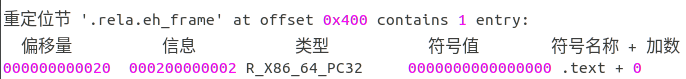 重定位节 '.rela.eh_frame' at offset 0x400 contains 1 entry:
偏移量 信息 类型 符号值 符号名称 + 加数
000000000020 000200000002 R_X86_64_PC32 0000000000000000 .text + 0